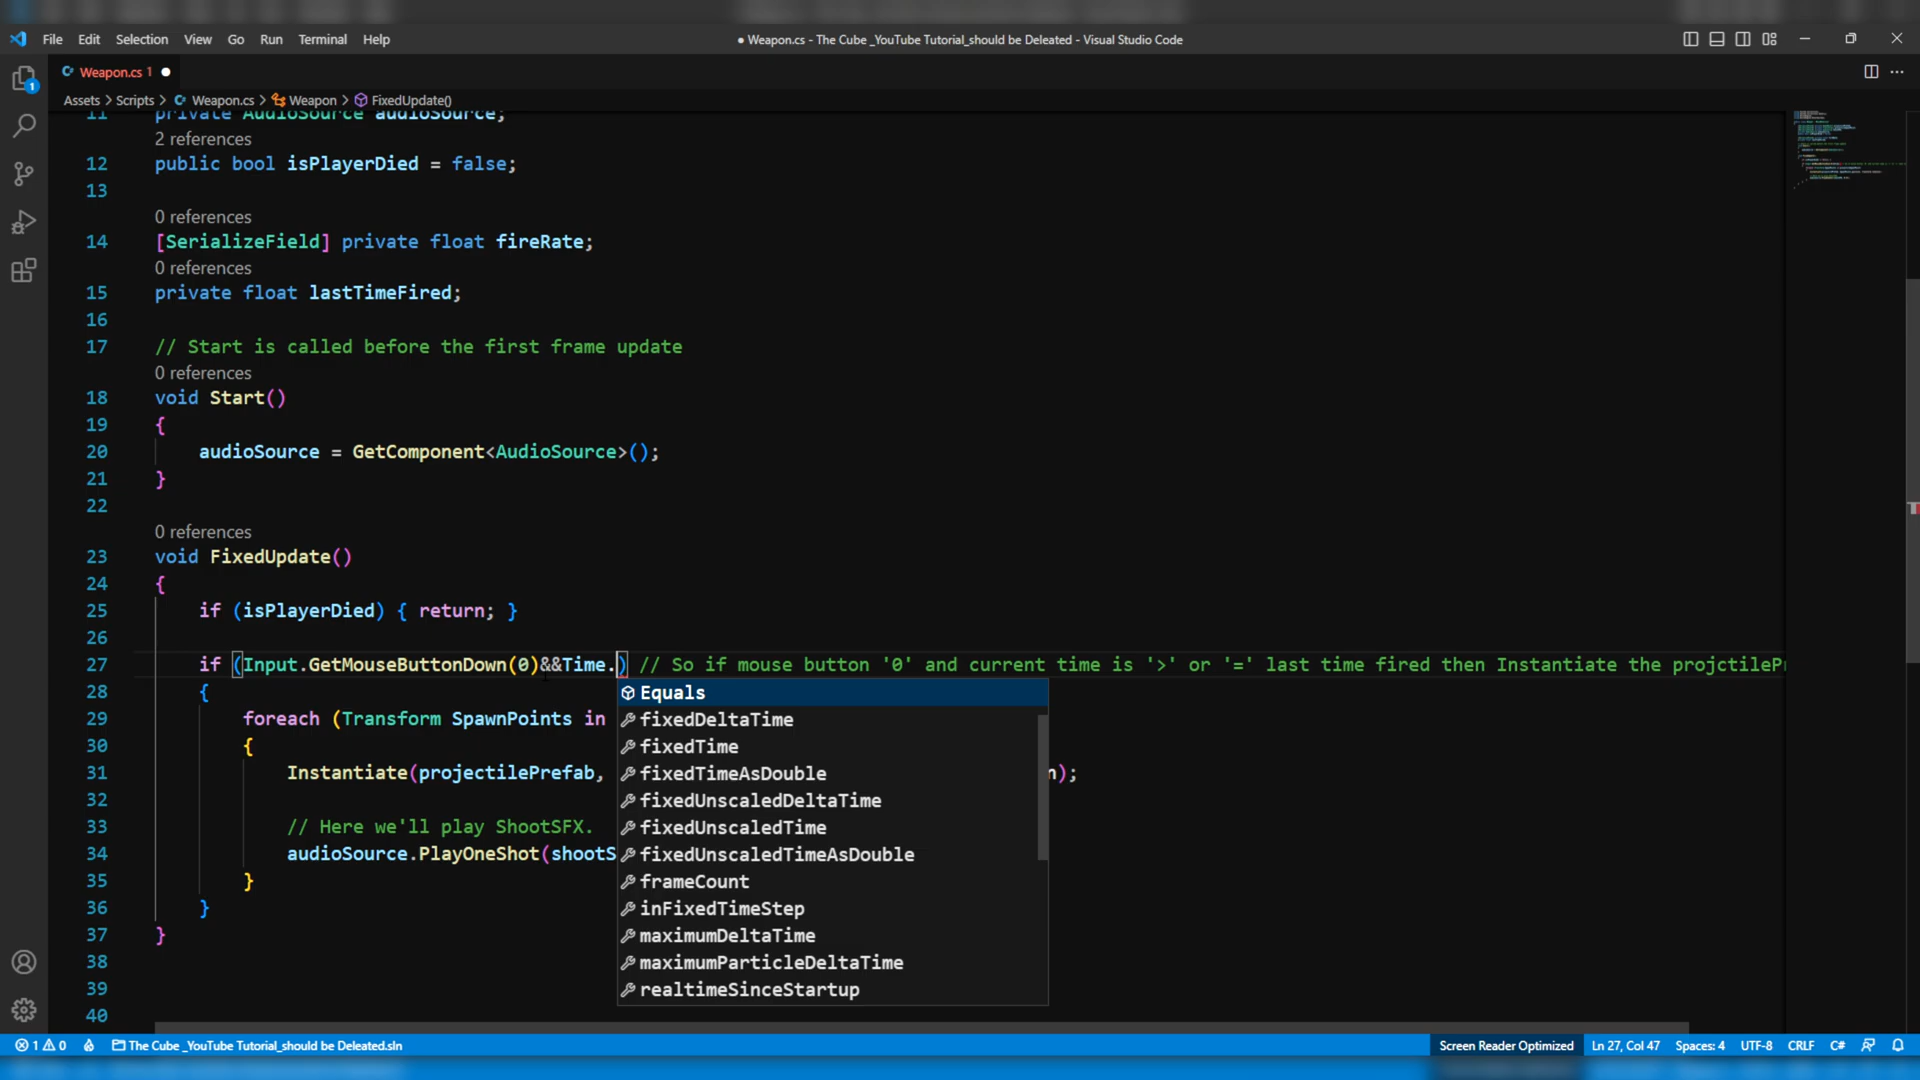 File Edit Selection View Go Run Terminal Help
● Weapon.cs - The Cube _YouTube Tutorial_should be Deleated - Visual Studio Code
Weapon.cs 1 ●
Assets > Scripts > Weapon.cs > Weapon > FixedUpdate()
11 private AudioSource audioSource;
2 references
12 public bool isPlayerDied = false;
13
0 references
14 [SerializeField] private float fireRate;
0 references
15 private float lastTimeFired;
16
17 // Start is called before the first frame update
0 references
18 void Start()
19 {
20 audioSource = GetComponent<AudioSource>();
21 }
22
0 references
23 void FixedUpdate()
24 {
25 if (isPlayerDied) { return; }
26
27 if (Input.GetMouseButtonDown(0)&&Time.) // So if mouse button '0' and current time is '>' or '=' last time fired then Instantiate the projctileP
28 {
Equals
29 foreach (Transform SpawnPoints in
fixedDeltaTime
30 {
fixedTime
31 Instantiate(projectilePrefab, n);
fixedTimeAsDouble
32
fixedUnscaledDeltaTime
33 // Here we'll play ShootSFX.
fixedUnscaledTime
34 audioSource.PlayOneShot(shootS
fixedUnscaledTimeAsDouble
35 }
frameCount
36 }
inFixedTimeStep
37 }
maximumDeltaTime
38
maximumParticleDeltaTime
39
realtimeSinceStartup
40
1 0 The Cube _YouTube Tutorial_should be Deleated.sln
Screen Reader Optimized Ln 27, Col 47 Spaces: 4 UTF-8 CRLF C#